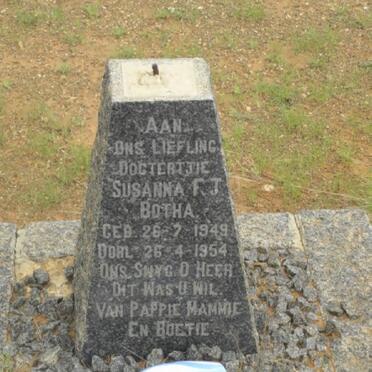 AAN
ONS LIEFLING
DOGTERTJIE
SUSANNA F. J.
BOTHA
GEB. 26-7-1949
OORL. 26-4-1954
ONS SWYG O HEER
DIT WAS U WIL.
VAN PAPPIE MAMMIE
EN BOETIE